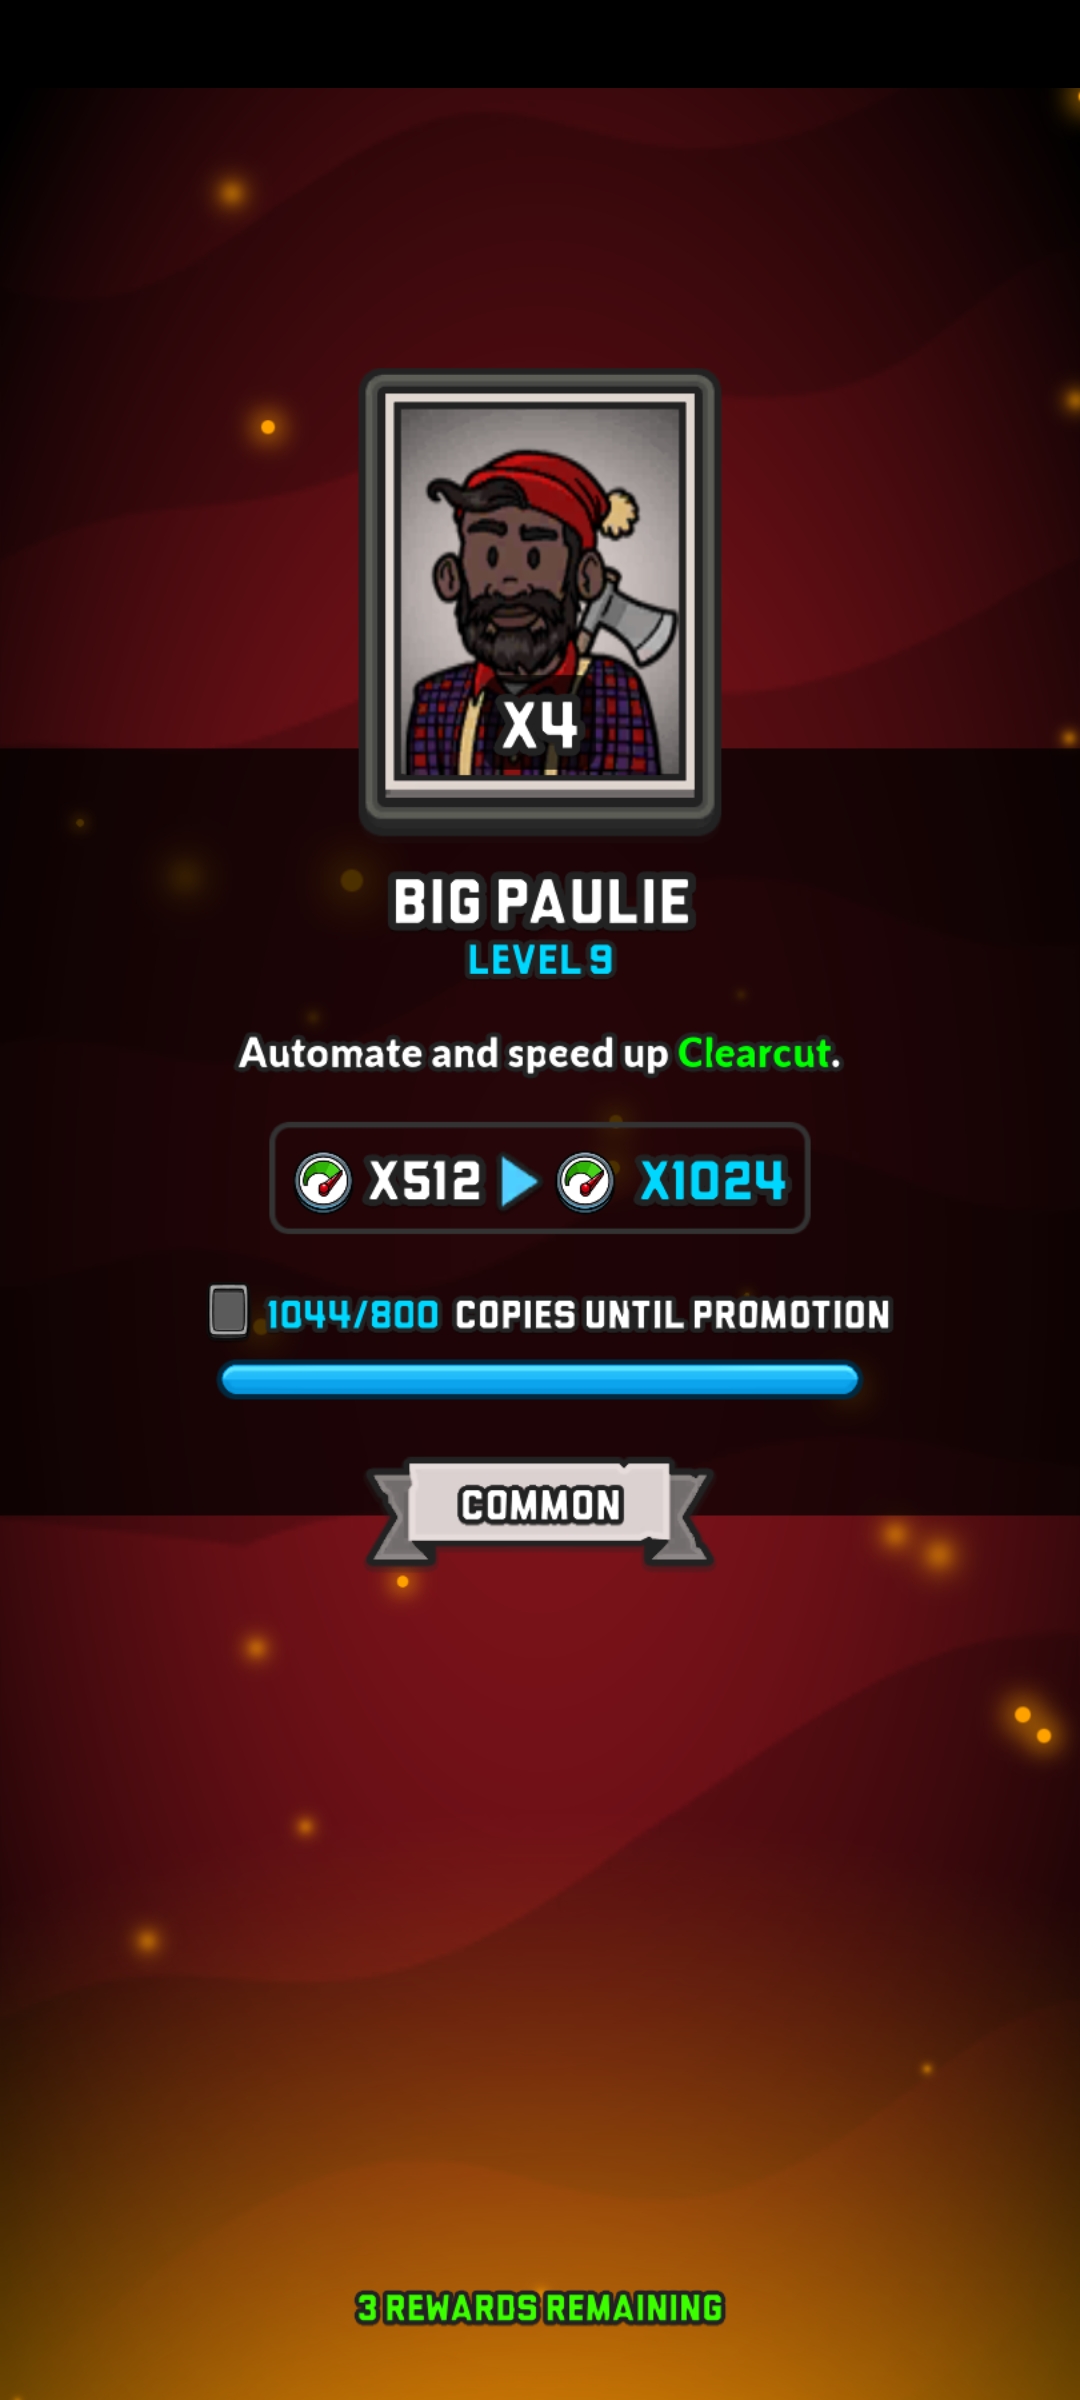 X4
BIG PAULIE
LEVEL 9
Automate and speed up Clearcut.
X512 X1024
1044/800 COPIES UNTIL PROMOTION
COMMON
3 REWARDS REMAINING